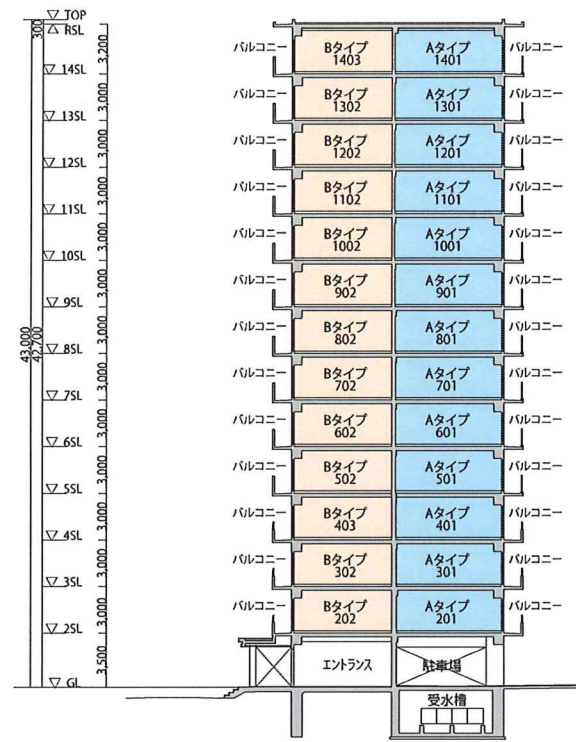 TOP
300
RSL
3,200
バルコニー Bタイプ 1403 Aタイプ 1401 バルコニー
14SL
3,000
バルコニー Bタイプ 1302 Aタイプ 1301 バルコニー
13SL
3,000
バルコニー Bタイプ 1202 Aタイプ 1201 バルコニー
12SL
3,000
バルコニー Bタイプ 1102 Aタイプ 1101 バルコニー
11SL
3,000
バルコニー Bタイプ 1002 Aタイプ 1001 バルコニー
10SL
3,000
バルコニー Bタイプ 902 Aタイプ 901 バルコニー
9SL
3,000
バルコニー Bタイプ 802 Aタイプ 801 バルコニー
43,000
42,700
8SL
3,000
バルコニー Bタイプ 702 Aタイプ 701 バルコニー
7SL
3,000
バルコニー Bタイプ 602 Aタイプ 601 バルコニー
6SL
3,000
バルコニー Bタイプ 502 Aタイプ 501 バルコニー
5SL
3,000
バルコニー Bタイプ 403 Aタイプ 401 バルコニー
4SL
3,000
バルコニー Bタイプ 302 Aタイプ 301 バルコニー
3SL
3,000
バルコニー Bタイプ 202 Aタイプ 201 バルコニー
2SL
3,500
エントランス 駐車場
GL
受水槽